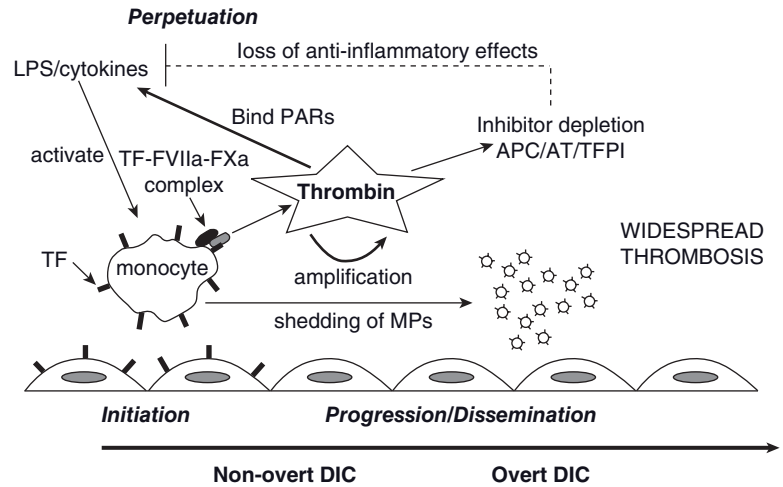 Perpetuation
loss of anti-inflammatory effects
LPS/cytokines
Bind PARs
Inhibitor depletion
APC/AT/TFPI
activate
TF-FVIIa-FXa
complex
Thrombin
WIDESPREAD
THROMBOSIS
TF
monocyte
amplification
shedding of MPs
Initiation
Progression/Dissemination
Non-overt DIC
Overt DIC